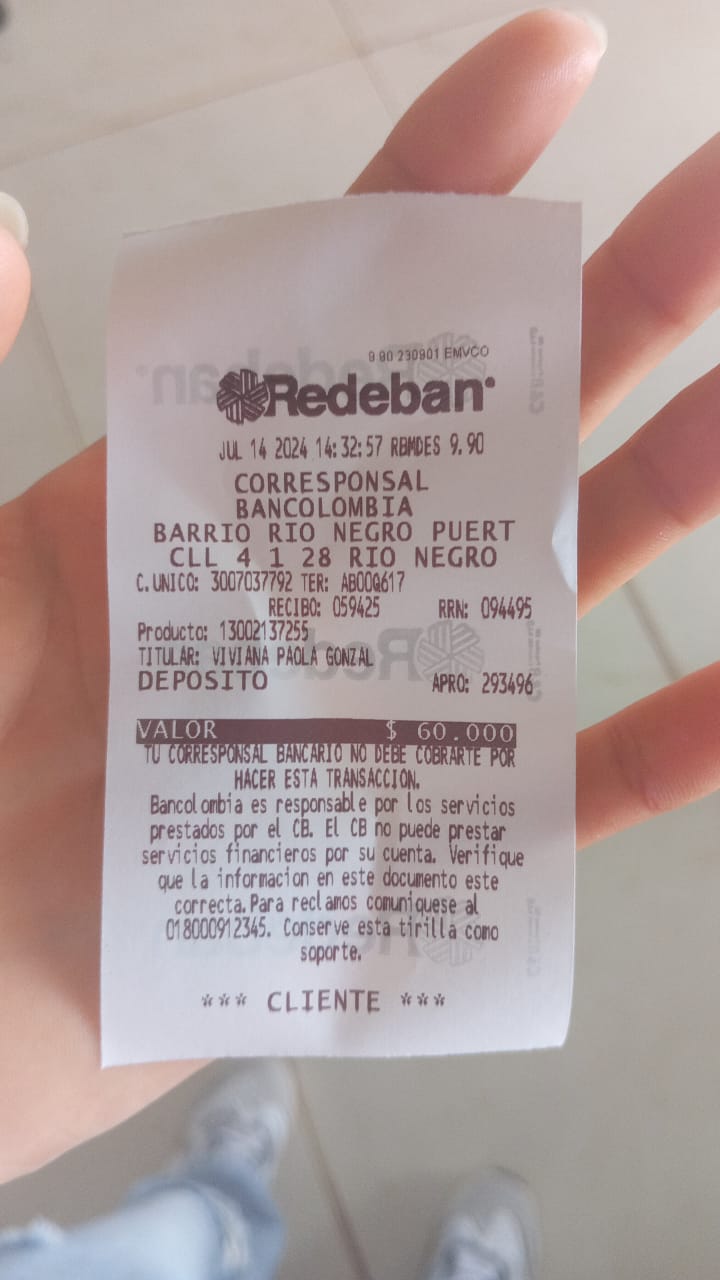 9.90 230901 EMVCO
Redeban
JUL 14 2024 14:32:57 RBMDES 9.90
CORRESPONSAL
BANCOLOMBIA
BARRIO RIO NEGRO PUERT
CLL 4 1 28 RIO NEGRO
C.UNICO: 3007037792 TER: AB00Q617
RECIBO: 059425 RRN: 094495
Producto: 13002137255
TITULAR: VIVIANA PAOLA GONZAL
DEPOSITO APRO: 293496
VALOR $ 60.000
TU CORRESPONSAL BANCARIO NO DEBE COBRARTE POR
HACER ESTA TRANSACCION.
Bancolombia es responsable por los servicios
prestados por el CB. El CB no puede prestar
servicios financieros por su cuenta. Verifique
que la informacion en este documento este
correcta.Para reclamos comuniquese al
018000912345. Conserve esta tirilla como
soporte.
*** CLIENTE ***